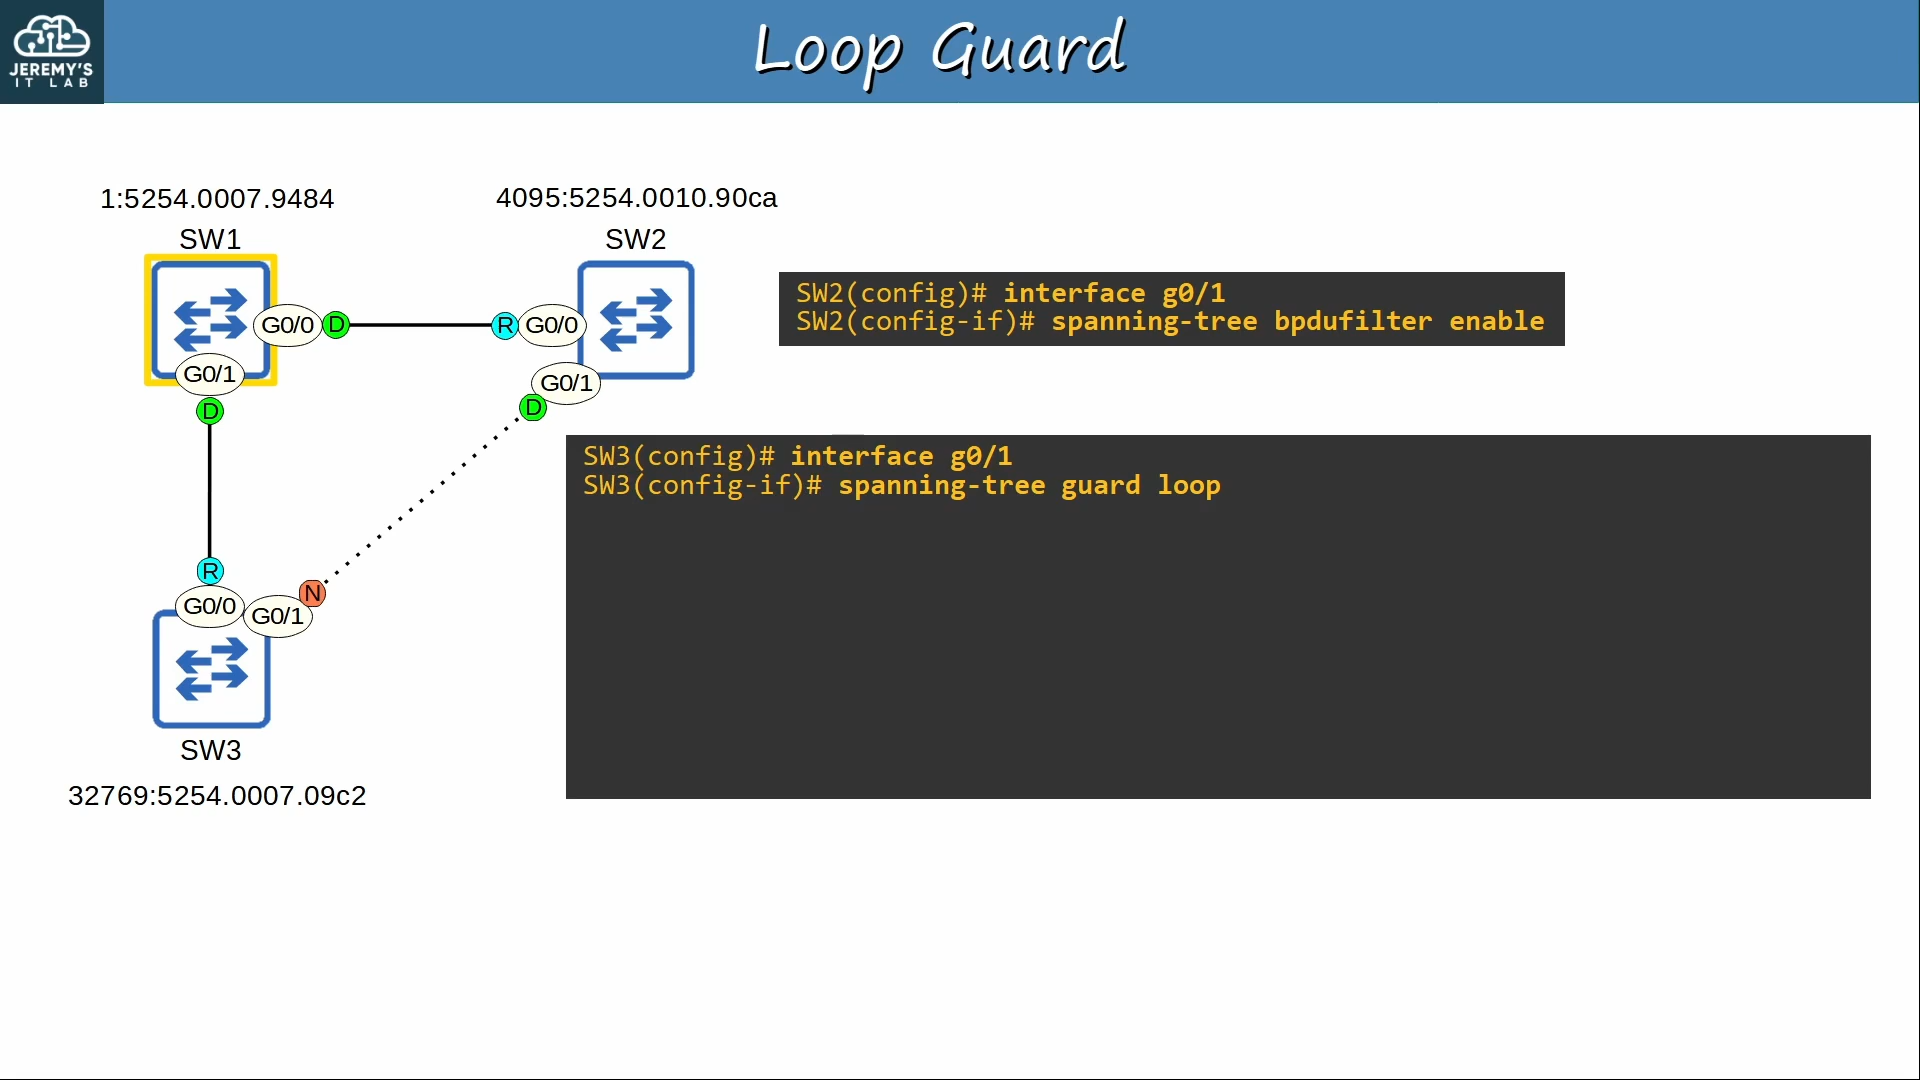 JEREMY'S
IT LAB
Loop Guard
1:5254.0007.9484
4095:5254.0010.90ca
SW1
SW2
G0/0
D
R
G0/0
G0/1
D
G0/1
D
SW2(config)# interface g0/1
SW2(config-if)# spanning-tree bpdufilter enable
SW3(config)# interface g0/1
SW3(config-if)# spanning-tree guard loop
R
N
G0/0
G0/1
SW3
32769:5254.0007.09c2